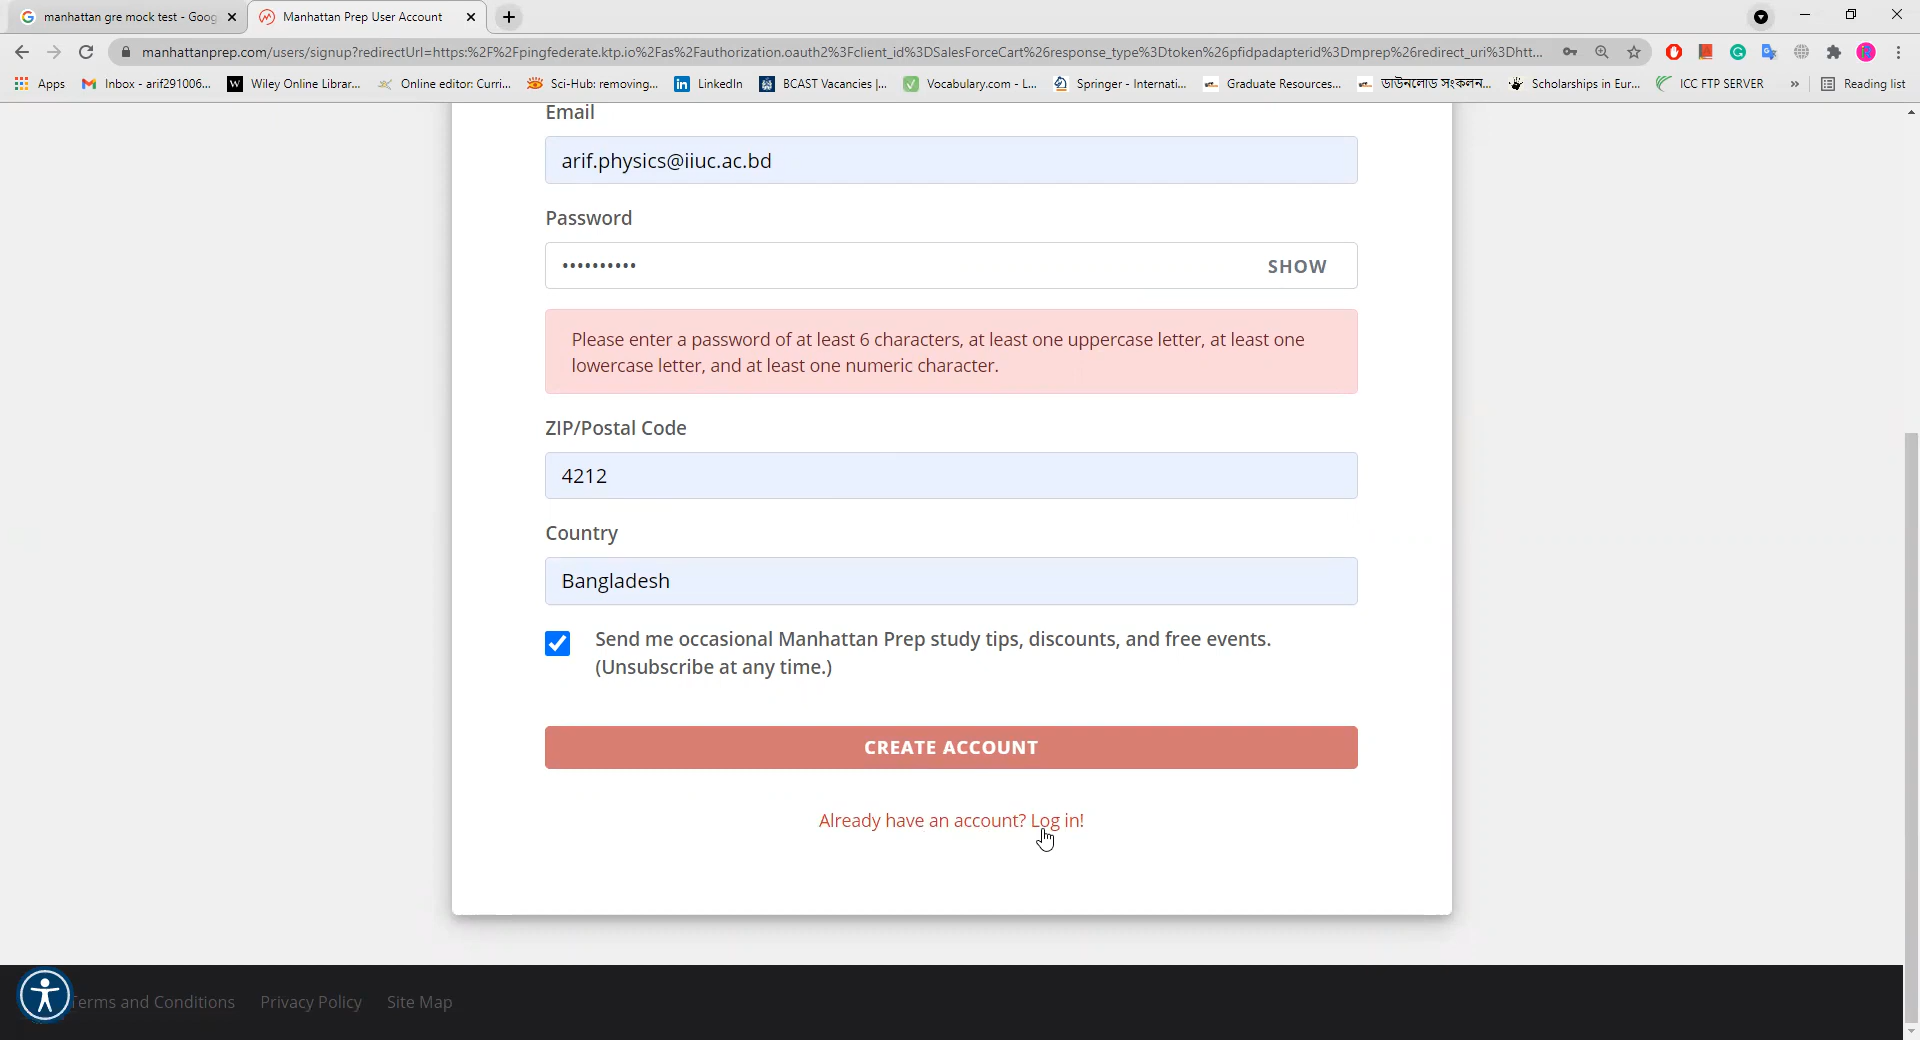 manhattan gre mock test - Goog
Manhattan Prep User Account
manhattanprep.com/users/signup?redirectUrl=https:%2F%2Fpingfederate.ktp.io%2Fas%2Fauthorization.oauth2%3Fclient_id%3DSalesForceCart%26response_type%3Dtoken%26pfidpadapterid%3Dmprep%26redirect_uri%3Dhtt...
Apps
Inbox - arif291006...
Wiley Online Librar...
Online editor: Curri...
Sci-Hub: removing...
LinkedIn
BCAST Vacancies |...
Vocabulary.com - L...
Springer - Internati...
Graduate Resources...
ডাউনলোড সংকলন...
Scholarships in Eur...
ICC FTP SERVER
»
Reading list
Email
arif.physics@iiuc.ac.bd
Password
••••••••••
SHOW
Please enter a password of at least 6 characters, at least one uppercase letter, at least one
lowercase letter, and at least one numeric character.
ZIP/Postal Code
4212
Country
Bangladesh
Send me occasional Manhattan Prep study tips, discounts, and free events.
(Unsubscribe at any time.)
CREATE ACCOUNT
Already have an account? Log in!
Terms and Conditions
Privacy Policy
Site Map